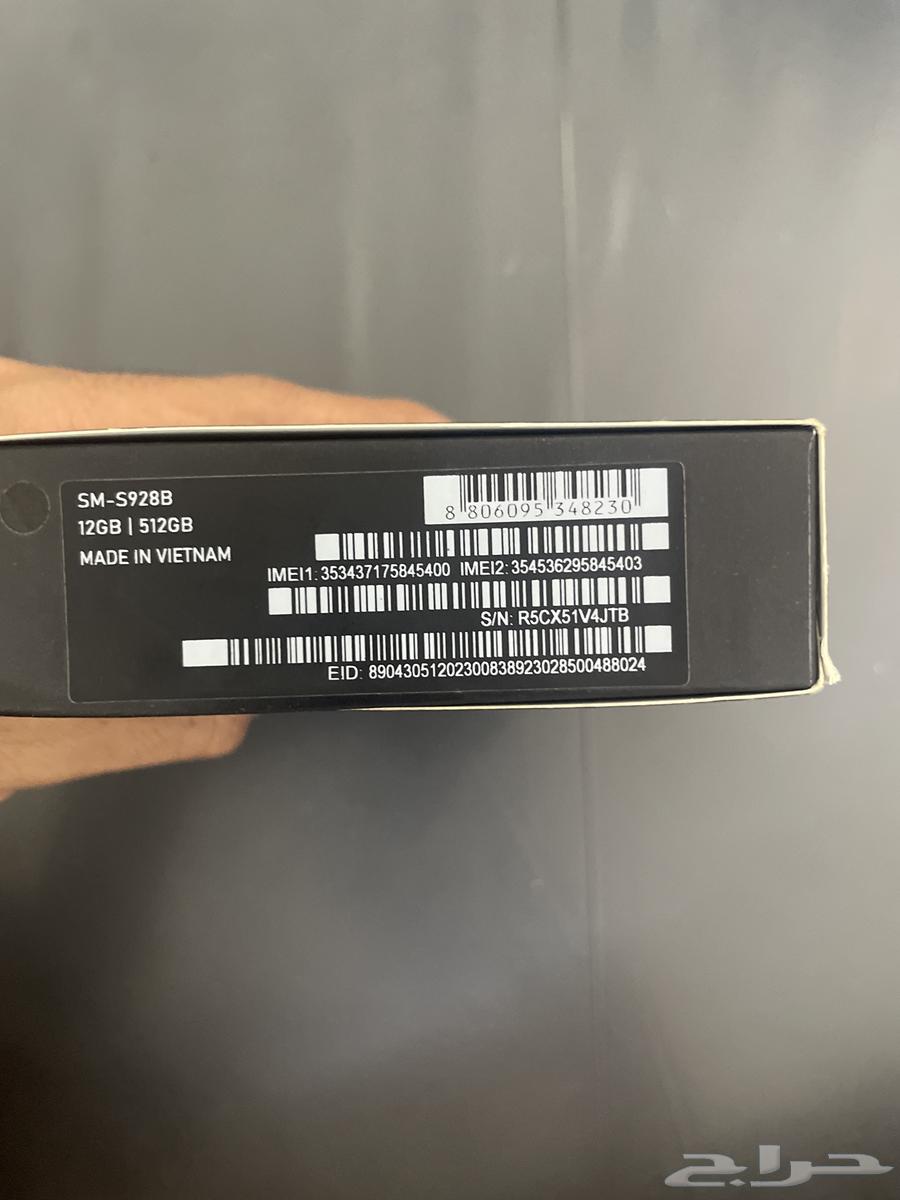 SM-S928B
12GB | 512GB
MADE IN VIETNAM
8 806095 348230
IMEI1: 353437175845400 IMEI2: 354536295845403
S/N: R5CX51V4JTB
EID: 89043051202300838923028500488024
حراج